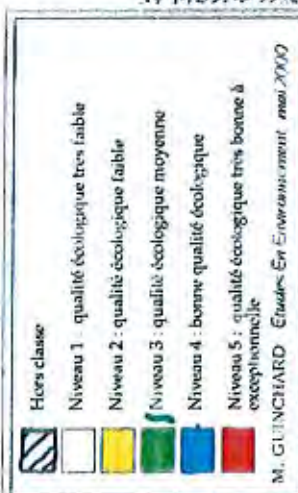 Hors classe
Niveau 1 qualité écologique très faible
Niveau 2 : qualité écologique faible
Niveau 3 : qualité écologique moyenne
Niveau 4 : bonne qualité écologique
Niveau 5 : qualité écologique très bonne à
exceptionnelle
M. GUINCHARD Etudes En Environnement mai 2000